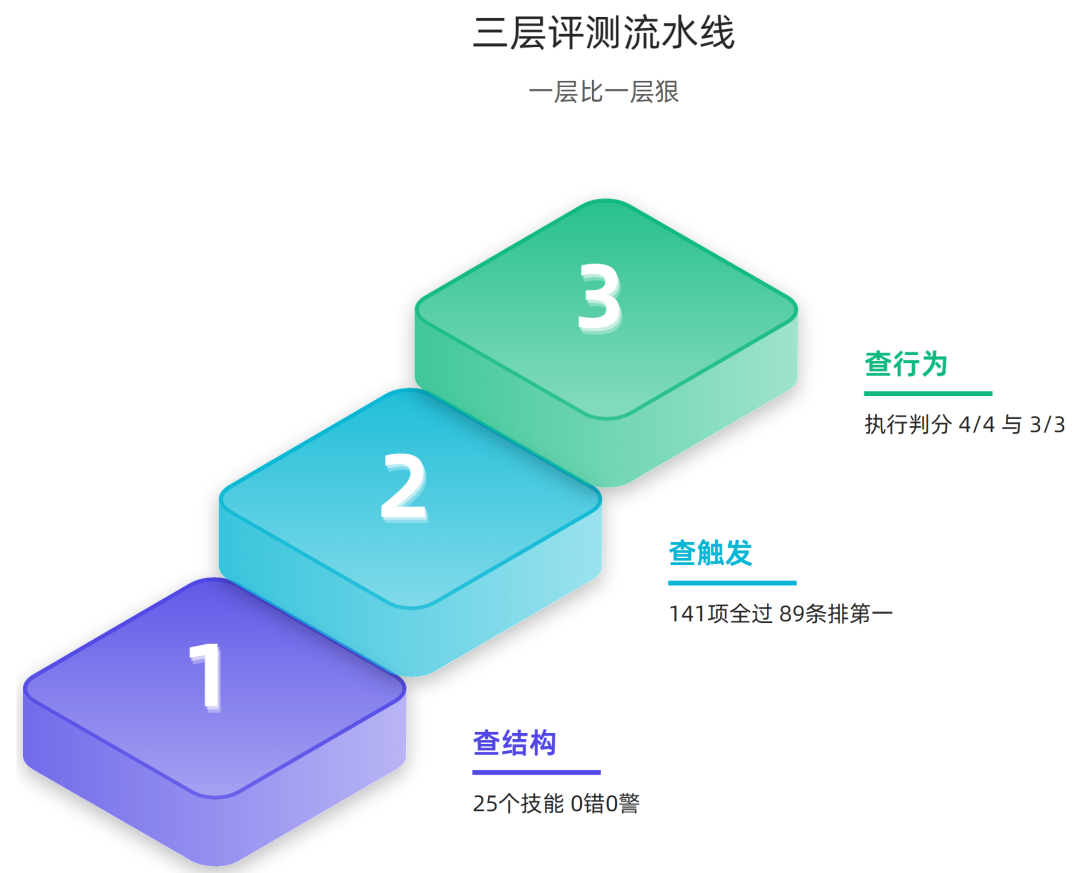 三层评测流水线
一层比一层狠
3
查行为
执行判分 4/4 与 3/3
2
查触发
141项全过 89条排第一
1
查结构
25个技能 0错0警